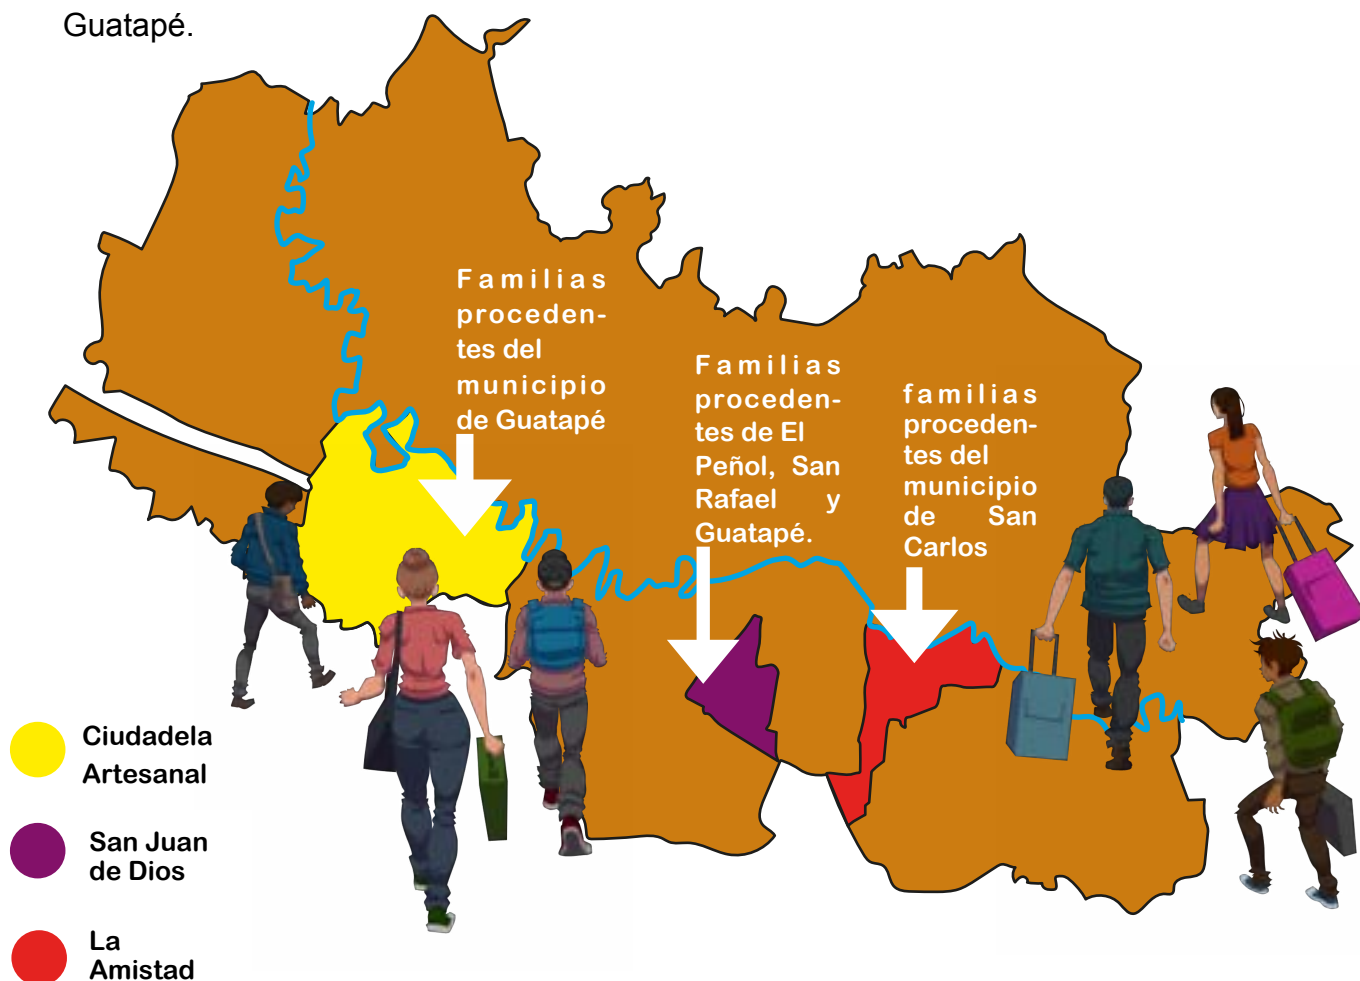 Guatapé.
Familias
proceden-
tes del
municipio
de Guatapé
Familias
proceden-
tes de El
Peñol, San
Rafael y
Guatapé.
familias
proceden-
tes del
municipio
de San
Carlos
Ciudadela
Artesanal
San Juan
de Dios
La
Amistad